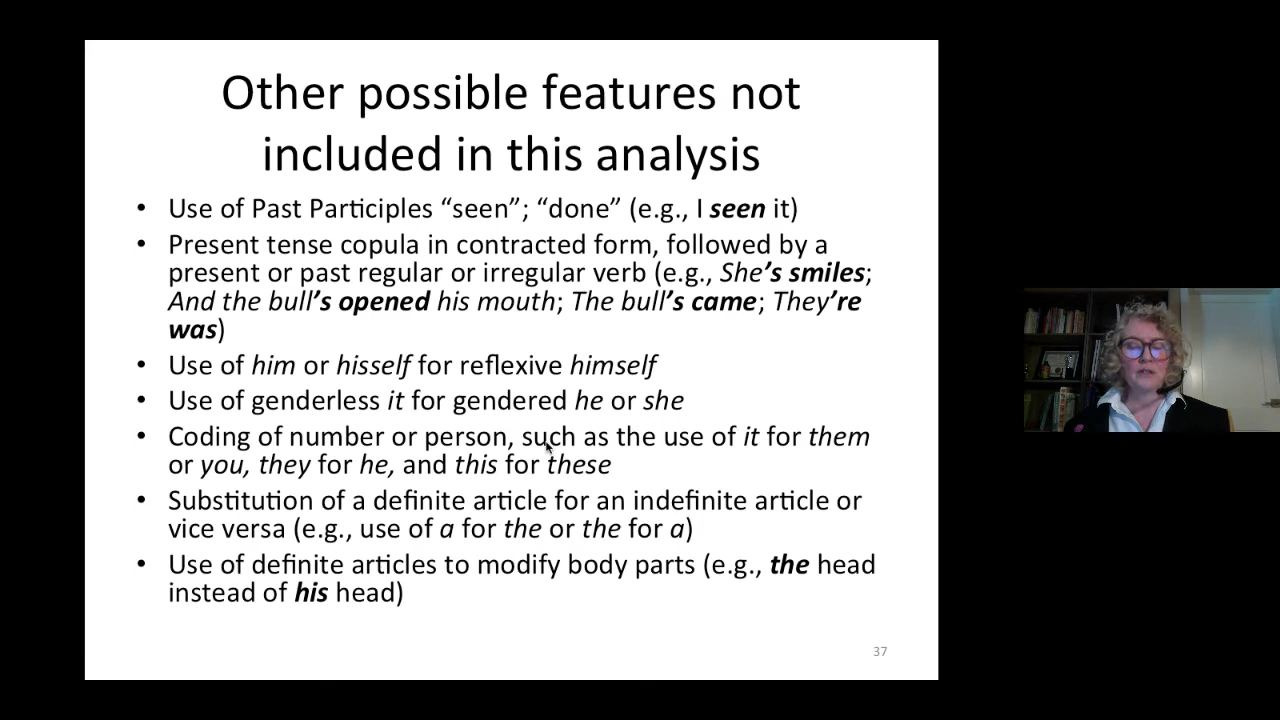 Other possible features not
included in this analysis
• Use of Past Participles “seen”; “done” (e.g., I seen it)
• Present tense copula in contracted form, followed by a
present or past regular or irregular verb (e.g., She’s smiles;
And the bull’s opened his mouth; The bull’s came; They’re
was)
• Use of him or hisself for reflexive himself
• Use of genderless it for gendered he or she
• Coding of number or person, such as the use of it for them
or you, they for he, and this for these
• Substitution of a definite article for an indefinite article or
vice versa (e.g., use of a for the or the for a)
• Use of definite articles to modify body parts (e.g., the head
instead of his head)
37